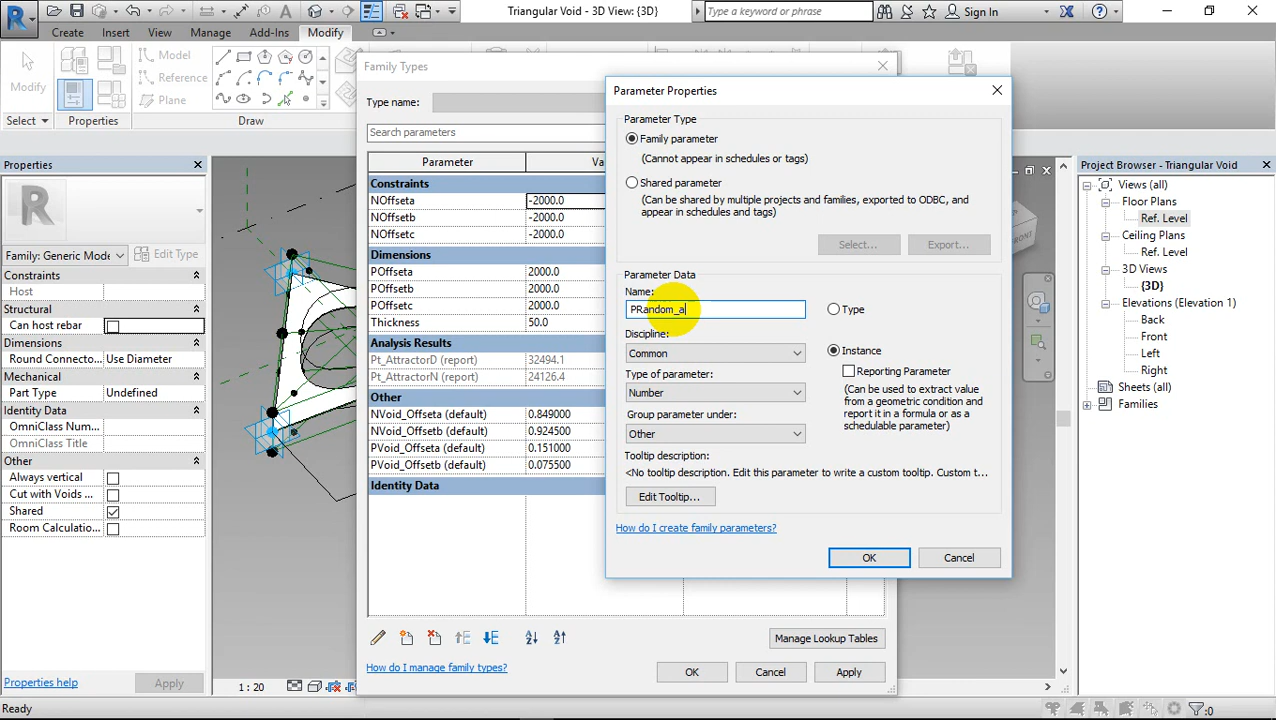 Triangular Void - 3D View: {3D}
Type a keyword or phrase
Sign In
Create Insert View Manage Add-Ins Modify
Modify
Model
Reference
Plane
Select Properties Draw
Properties
Family: Generic Mode
Edit Type
Constraints
Host
Structural
Can host rebar
Dimensions
Round Connecto... Use Diameter
Mechanical
Part Type Undefined
Identity Data
OmniClass Num...
OmniClass Title
Other
Always vertical
Cut with Voids ...
Shared
Room Calculatio...
Properties help
Apply
Ready
1 : 20
Family Types
Type name:
Search parameters
Parameter Va
Constraints
NOffseta -2000.0
NOffsetb -2000.0
NOffsetc -2000.0
Dimensions
POffseta 2000.0
POffsetb 2000.0
POffsetc 2000.0
Thickness 50.0
Analysis Results
Pt_AttractorD (report) 32494.1
Pt_AttractorN (report) 24126.4
Other
NVoid_Offseta (default) 0.849000
NVoid_Offsetb (default) 0.924500
PVoid_Offseta (default) 0.151000
PVoid_Offsetb (default) 0.075500
Identity Data
Manage Lookup Tables
How do I manage family types?
OK Cancel Apply
Parameter Properties
Parameter Type
Family parameter
(Cannot appear in schedules or tags)
Shared parameter
(Can be shared by multiple projects and families, exported to ODBC, and
appear in schedules and tags)
Select... Export...
Parameter Data
Name:
PRandom_a
Type
Discipline:
Common
Instance
Reporting Parameter
Type of parameter:
Number
(Can be used to extract value
from a geometric condition and
report it in a formula or as a
schedulable parameter)
Group parameter under:
Other
Tooltip description:
<No tooltip description. Edit this parameter to write a custom tooltip. Custom t...
Edit Tooltip...
How do I create family parameters?
OK Cancel
FRONT
Project Browser - Triangular Void
Views (all)
Floor Plans
Ref. Level
Ceiling Plans
Ref. Level
3D Views
{3D}
Elevations (Elevation 1)
Back
Front
Left
Right
Sheets (all)
Families
:0